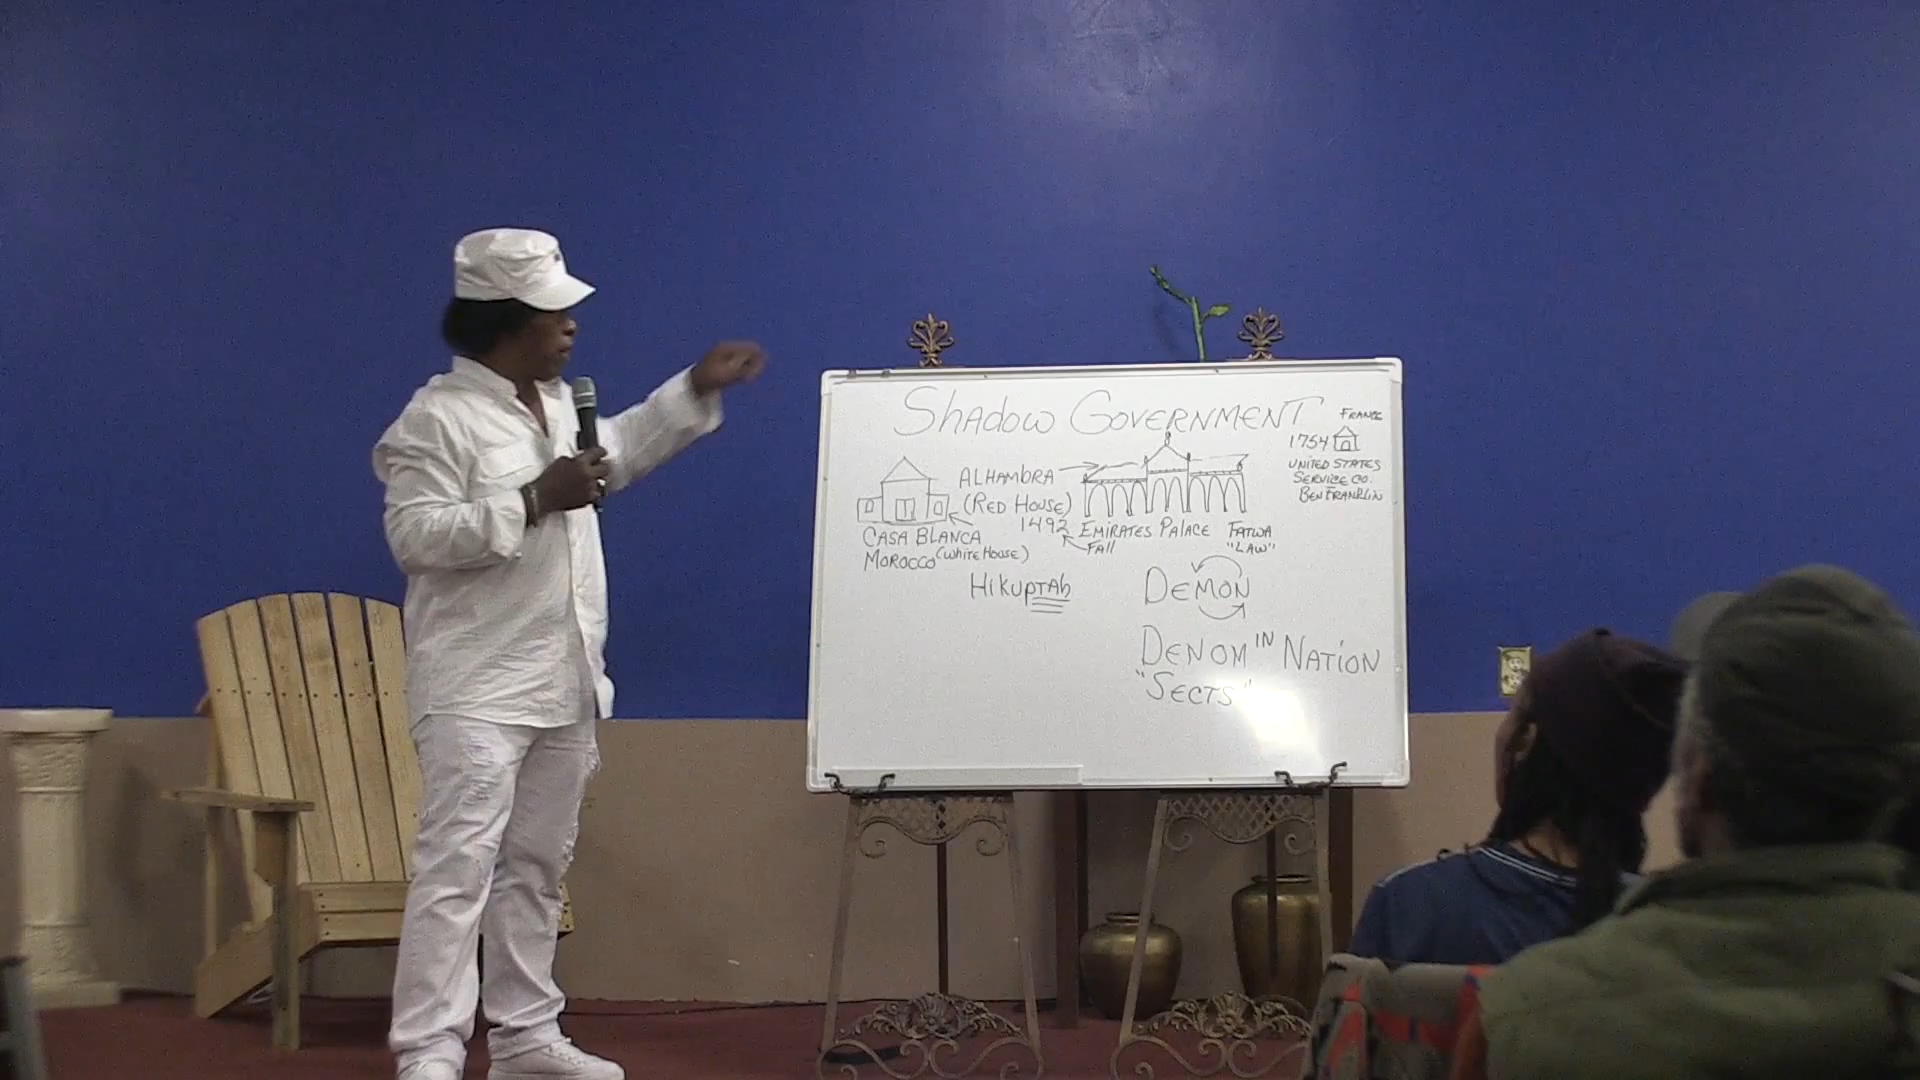 Shadow GOVERNMENT
FRANCE
1754
UNITED STATES
SERVICE CO.
BEN FRANKLIN
ALHAMBRA
(RED HOUSE)
1492
FAll
CASA BLANCA
MOROCCO (WHITE HOUSE)
EMIRATES PALACE
FATWA
"LAW"
HIKUPTAh
DEMON
DENOM IN NATION
"SECTS"